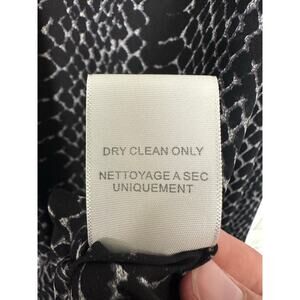 DRY CLEAN ONLY
NETTOYAGE A SEC
UNIQUEMENT